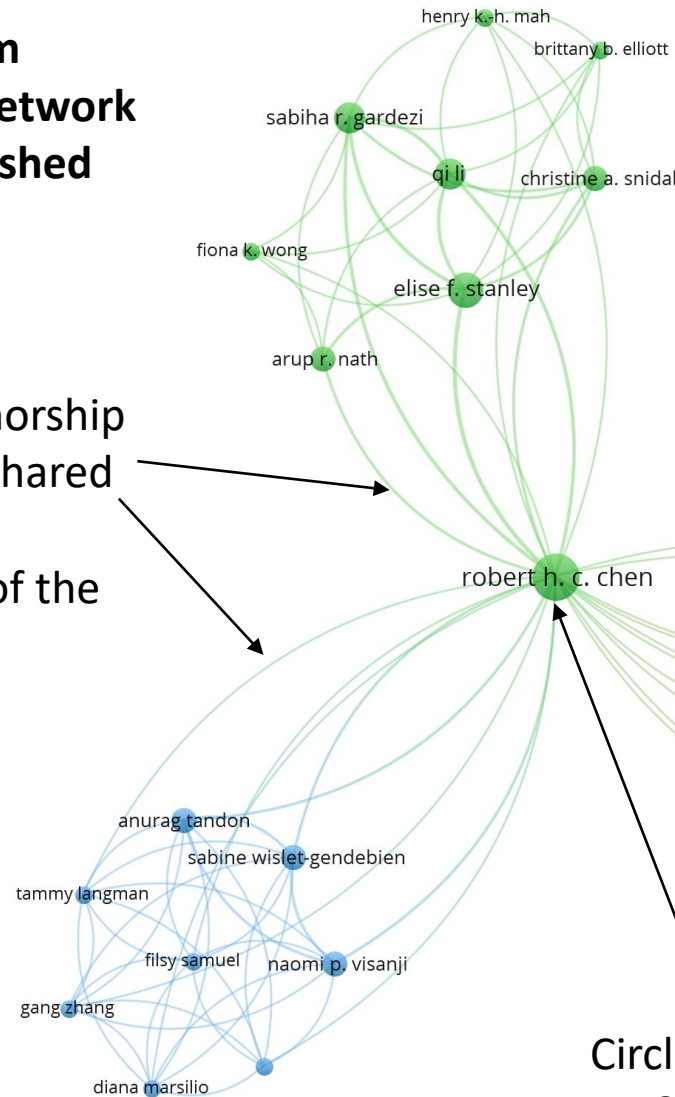 m
etwork
shed
henry k.-h. mah
brittany b. elliott
sabiha r. gardezi
qi li
christine a. snidal
fiona k. wong
elise f. stanley
arup r. nath
norship
hared
of the
robert h. c. chen
anurag tandon
sabine wislet-gendebien
tammy langman
filsy samuel
naomi p. visanji
gang zhang
diana marsilio
Circl